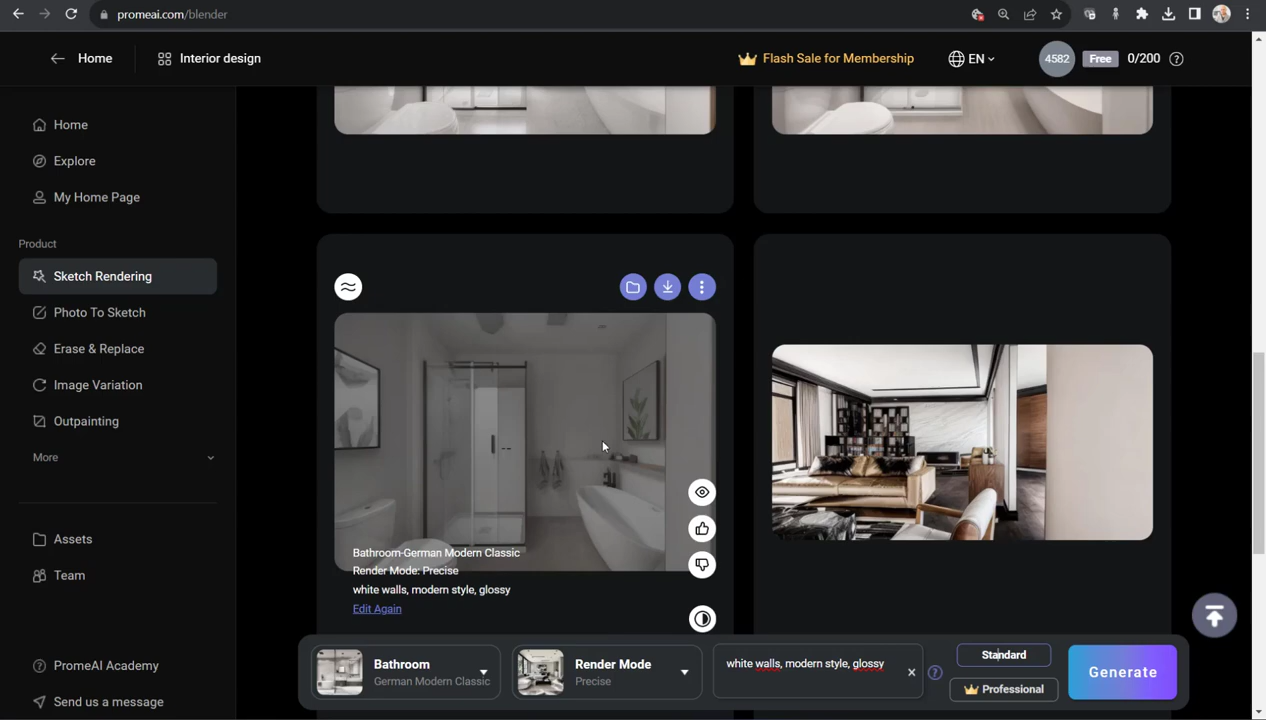 promeai.com/blender
Home
Interior design
Flash Sale for Membership
EN
4582
Free
0/200
Home
Explore
My Home Page
Product
Sketch Rendering
Photo To Sketch
Erase & Replace
Image Variation
Outpainting
More
Assets
Team
PromeAI Academy
Send us a message
Bathroom-German Modern Classic
Render Mode: Precise
white walls, modern style, glossy
Edit Again
Bathroom
German Modern Classic
Render Mode
Precise
white walls, modern style, glossy
Standard
Professional
Generate